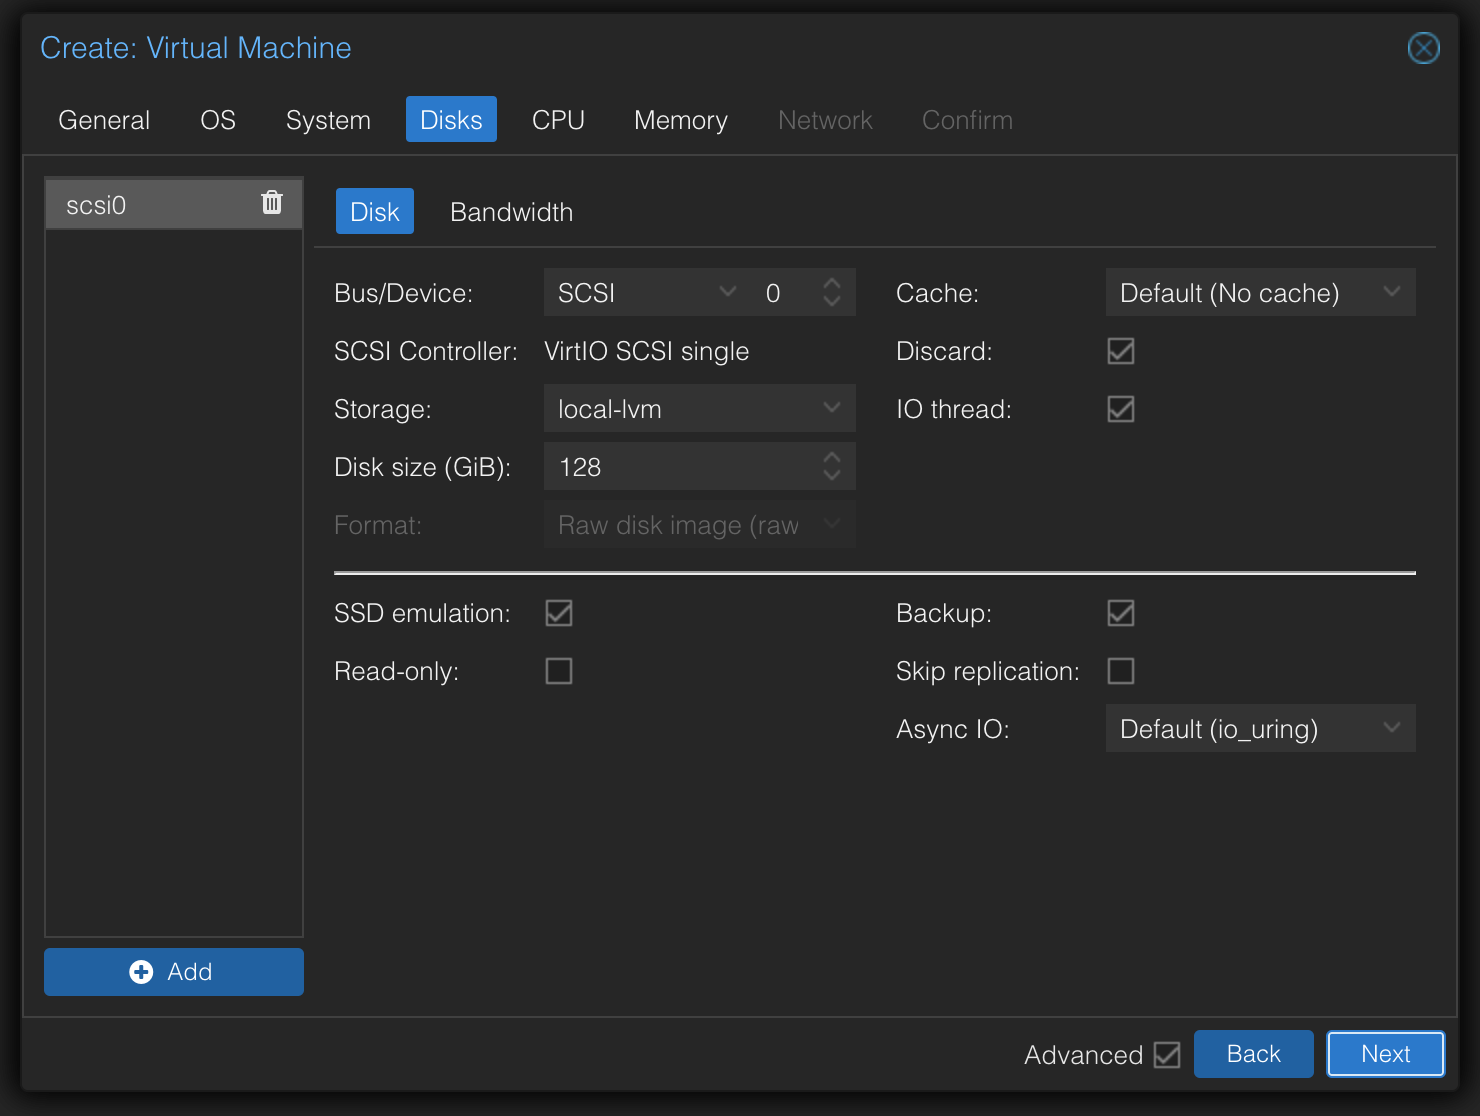 Create: Virtual Machine
General OS System Disks CPU Memory Network Confirm
scsi0
Disk Bandwidth
Bus/Device: SCSI 0 Cache: Default (No cache)
SCSI Controller: VirtIO SCSI single Discard:
Storage: local-lvm IO thread:
Disk size (GiB): 128
Format: Raw disk image (raw
SSD emulation: Backup:
Read-only: Skip replication:
Async IO: Default (io_uring)
Add
Advanced Back Next